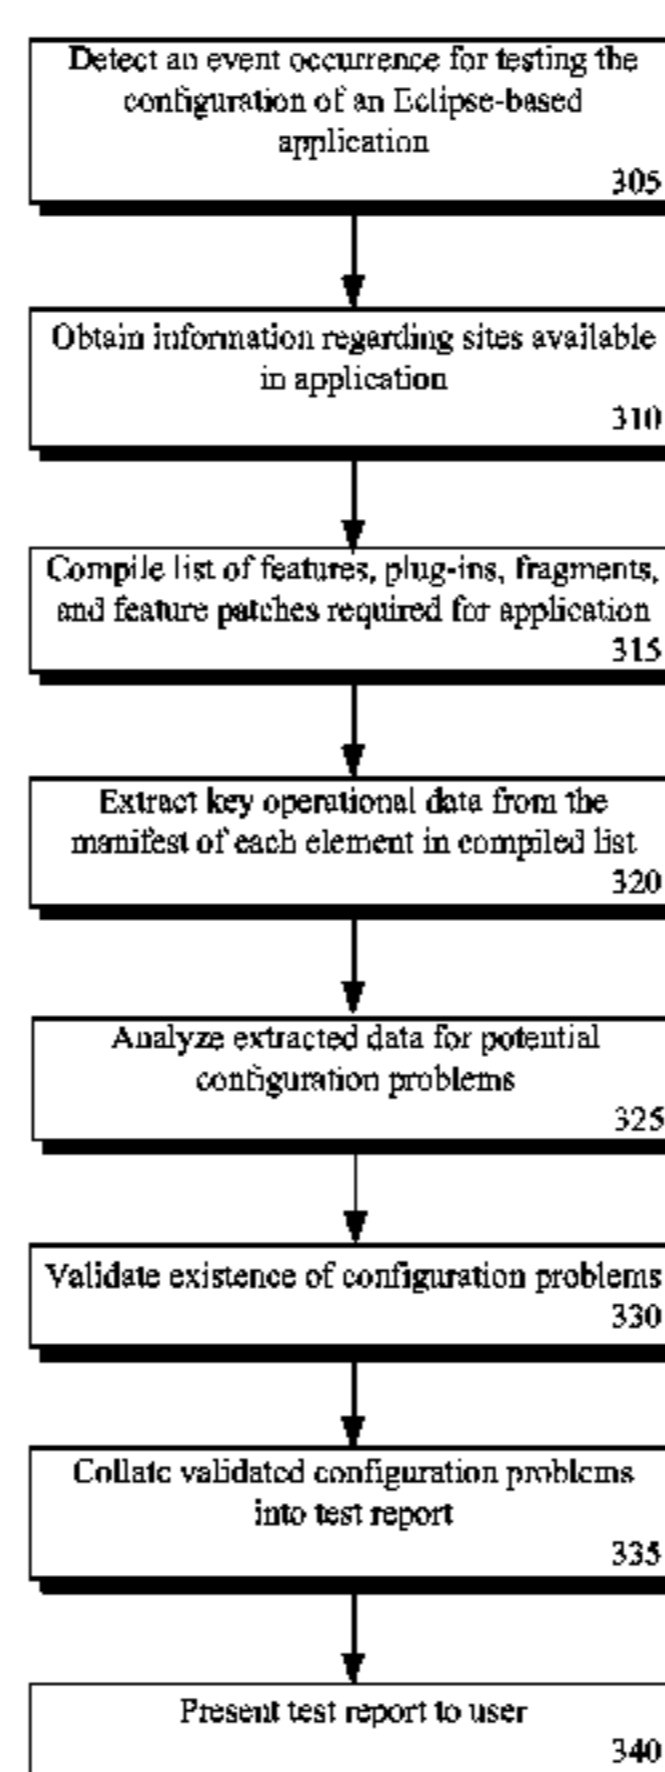 Detect an event occurrence for testing the
configuration of an Eclipse-based
application
305
Obtain information regarding sites available
in application
310
Compile list of features, plug-ins, fragments,
and feature patches required for application
315
Extract key operational data from the
manifest of each element in compiled list
320
Analyze extracted data for potential
configuration problems
325
Validate existence of configuration problems
330
Collate validated configuration problems
into test report
335
Present test report to user
340